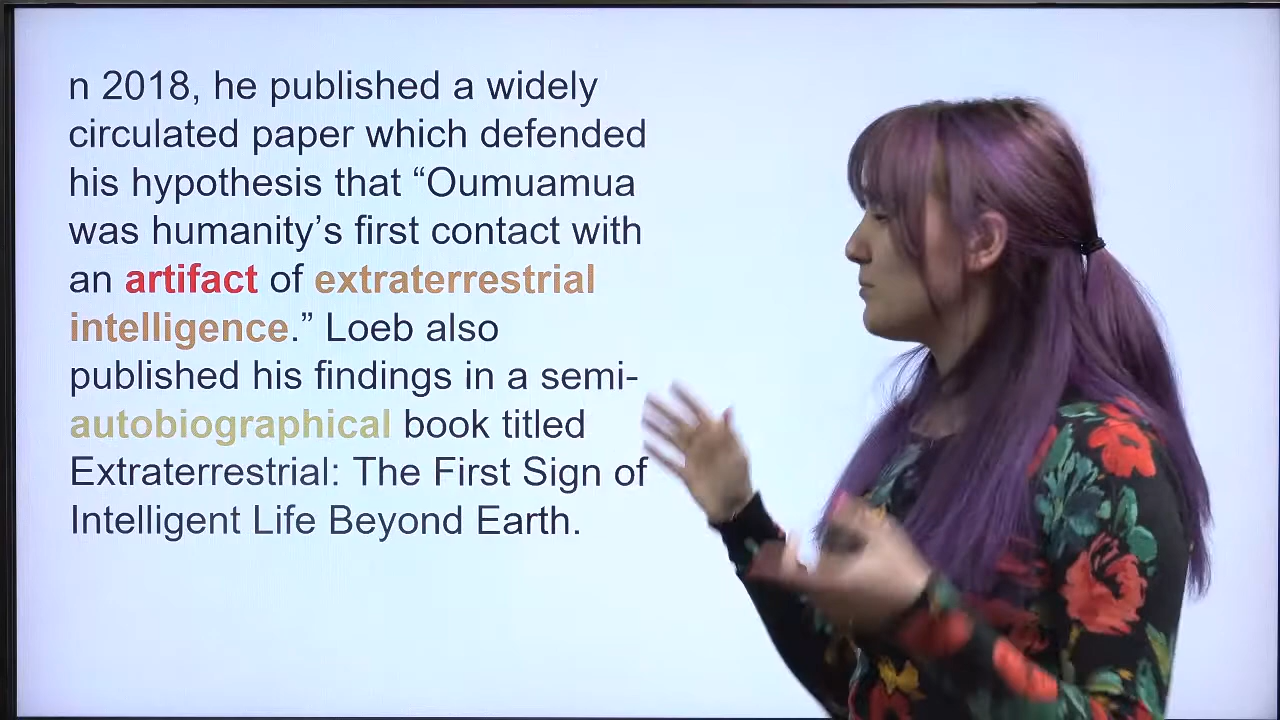 n 2018, he published a widely
circulated paper which defended
his hypothesis that “Oumuamua
was humanity’s first contact with
an artifact of extraterrestrial
intelligence.” Loeb also
published his findings in a semi-
autobiographical book titled
Extraterrestrial: The First Sign of
Intelligent Life Beyond Earth.